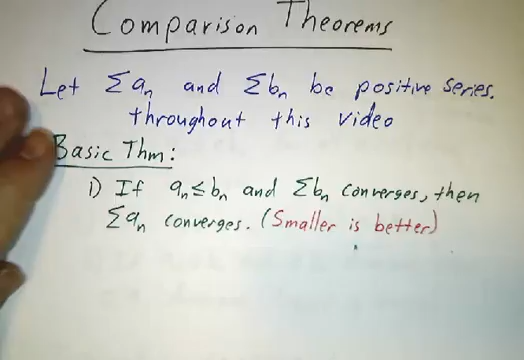 Comparison Theorems
Let Σaₙ and Σbₙ be positive series.
throughout this video
Basic Thm:
i) If aₙ ≤ bₙ and Σbₙ converges, then
Σaₙ converges. (Smaller is better)